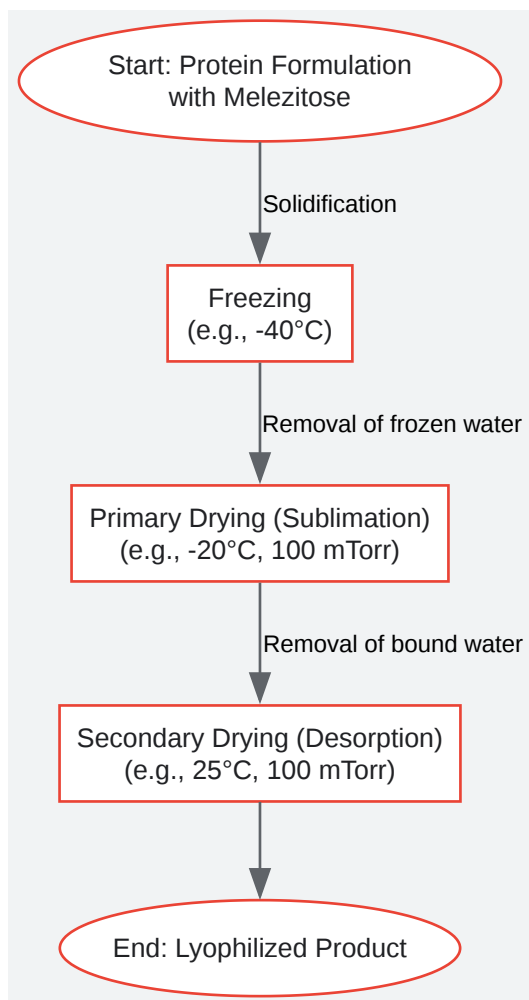 Start: Protein Formulation
with Melezitose
Solidification
Freezing
(e.g., -40°C)
Removal of frozen water
Primary Drying (Sublimation)
(e.g., -20°C, 100 mTorr)
Removal of bound water
Secondary Drying (Desorption)
(e.g., 25°C, 100 mTorr)
End: Lyophilized Product